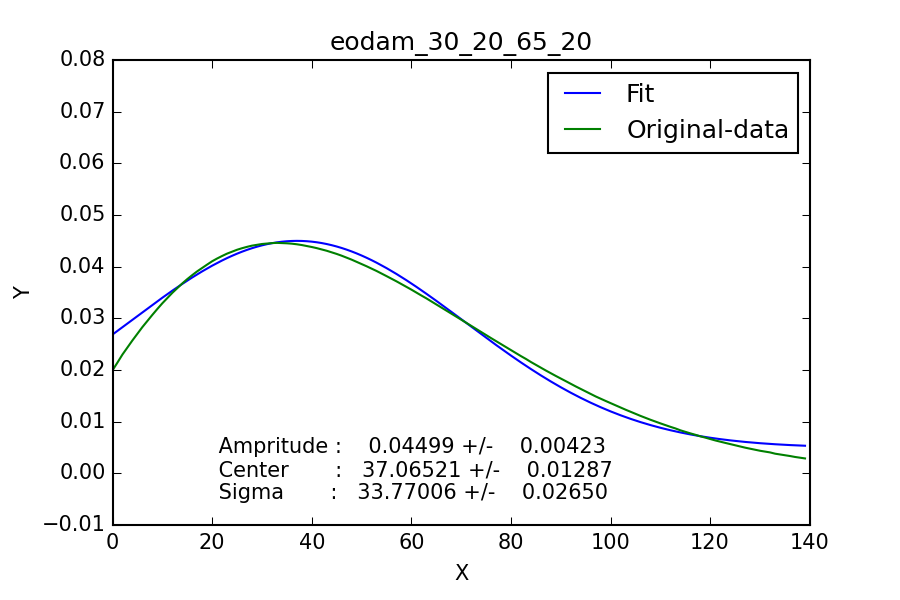 eodam_30_20_65_20
0.08
0.07
0.06
0.05
0.04
0.03
0.02
0.01
0.00
−0.01
Y
Fit
Original-data
Ampritude : 0.04499 +/- 0.00423
Center : 37.06521 +/- 0.01287
Sigma : 33.77006 +/- 0.02650
0 20 40 60 80 100 120 140
X